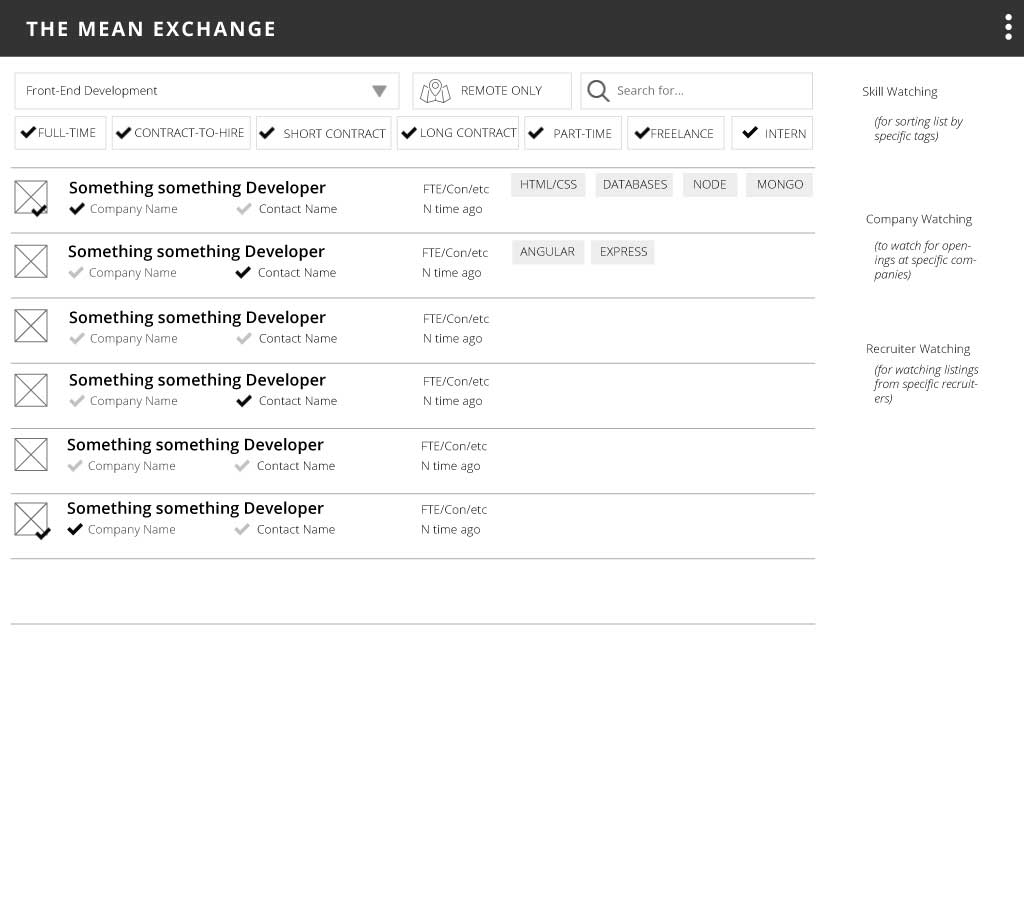 THE MEAN EXCHANGE
Front-End Development
REMOTE ONLY
Search for...
FULL-TIME
CONTRACT-TO-HIRE
SHORT CONTRACT
LONG CONTRACT
PART-TIME
FREELANCE
INTERN
Something something Developer
Company Name
Contact Name
FTE/Con/etc
N time ago
HTML/CSS
DATABASES
NODE
MONGO
Something something Developer
Company Name
Contact Name
FTE/Con/etc
N time ago
ANGULAR
EXPRESS
Something something Developer
Company Name
Contact Name
FTE/Con/etc
N time ago
Something something Developer
Company Name
Contact Name
FTE/Con/etc
N time ago
Something something Developer
Company Name
Contact Name
FTE/Con/etc
N time ago
Something something Developer
Company Name
Contact Name
FTE/Con/etc
N time ago
Skill Watching
(for sorting list by
specific tags)
Company Watching
(to watch for open-
ings at specific com-
panies)
Recruiter Watching
(for watching listings
from specific recruit-
ers)